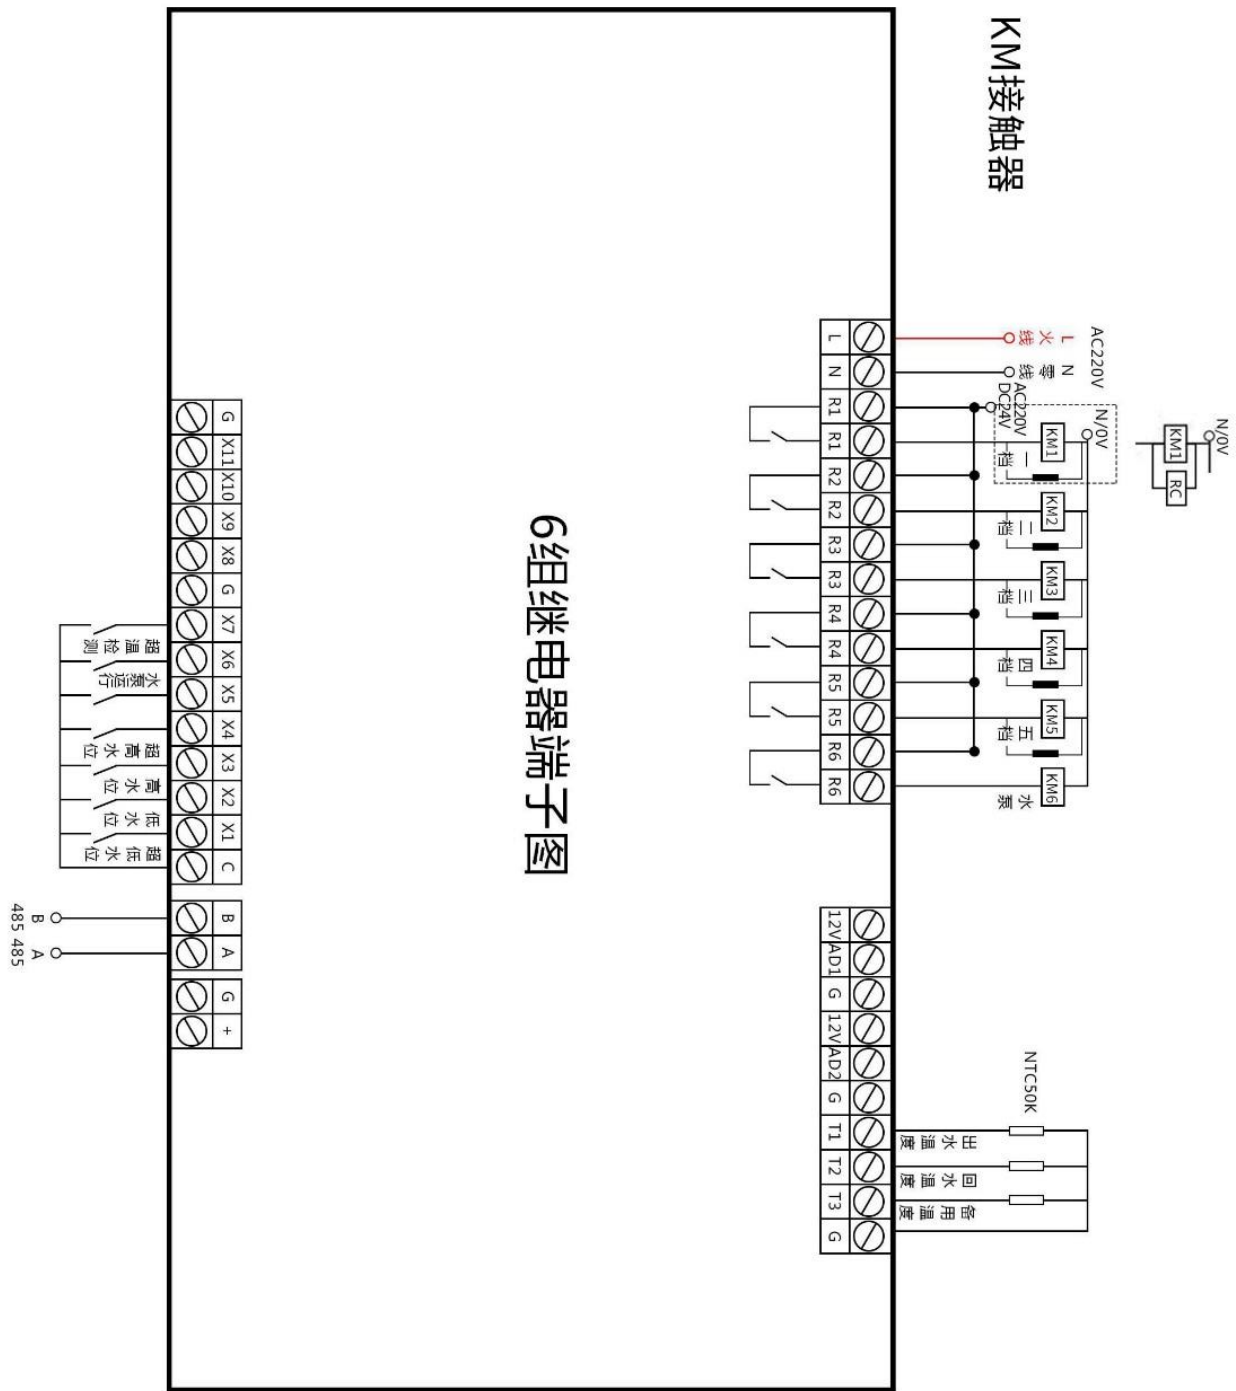 KM接触器
AC220V
L 火线
N 零线
AC220V
DC24V
N/0V
KM1
一档
KM2
二档
KM3
三档
KM4
四档
KM5
五档
KM6
水泵
N/0V
KM1
RC
NTC50K
出水温度
回水温度
备用温度
L
N
R1
R1
R2
R2
R3
R3
R4
R4
R5
R5
R6
R6
12V
AD1
G
12V
AD2
G
T1
T2
T3
G
6组继电器端子图
G
X11
X10
X9
X8
G
X7
X6
X5
X4
X3
X2
X1
C
B
A
G
+
超温检测
水泵运行
超高水位
高水位
低水位
超低水位
B
A
485
485